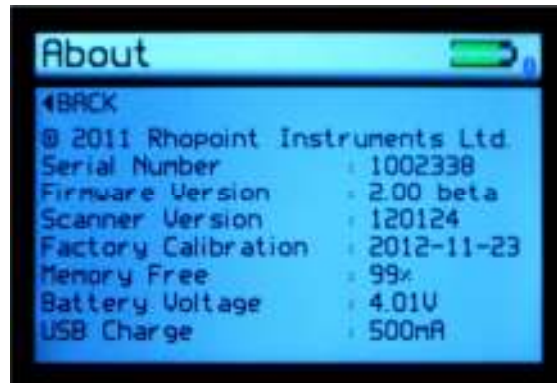 About
◀BACK
© 2011 Rhopoint Instruments Ltd.
Serial Number : 1002338
Firmware Version : 2.00 beta
Scanner Version : 120124
Factory Calibration : 2012-11-23
Memory Free : 99%
Battery Voltage : 4.01V
USB Charge : 500mA